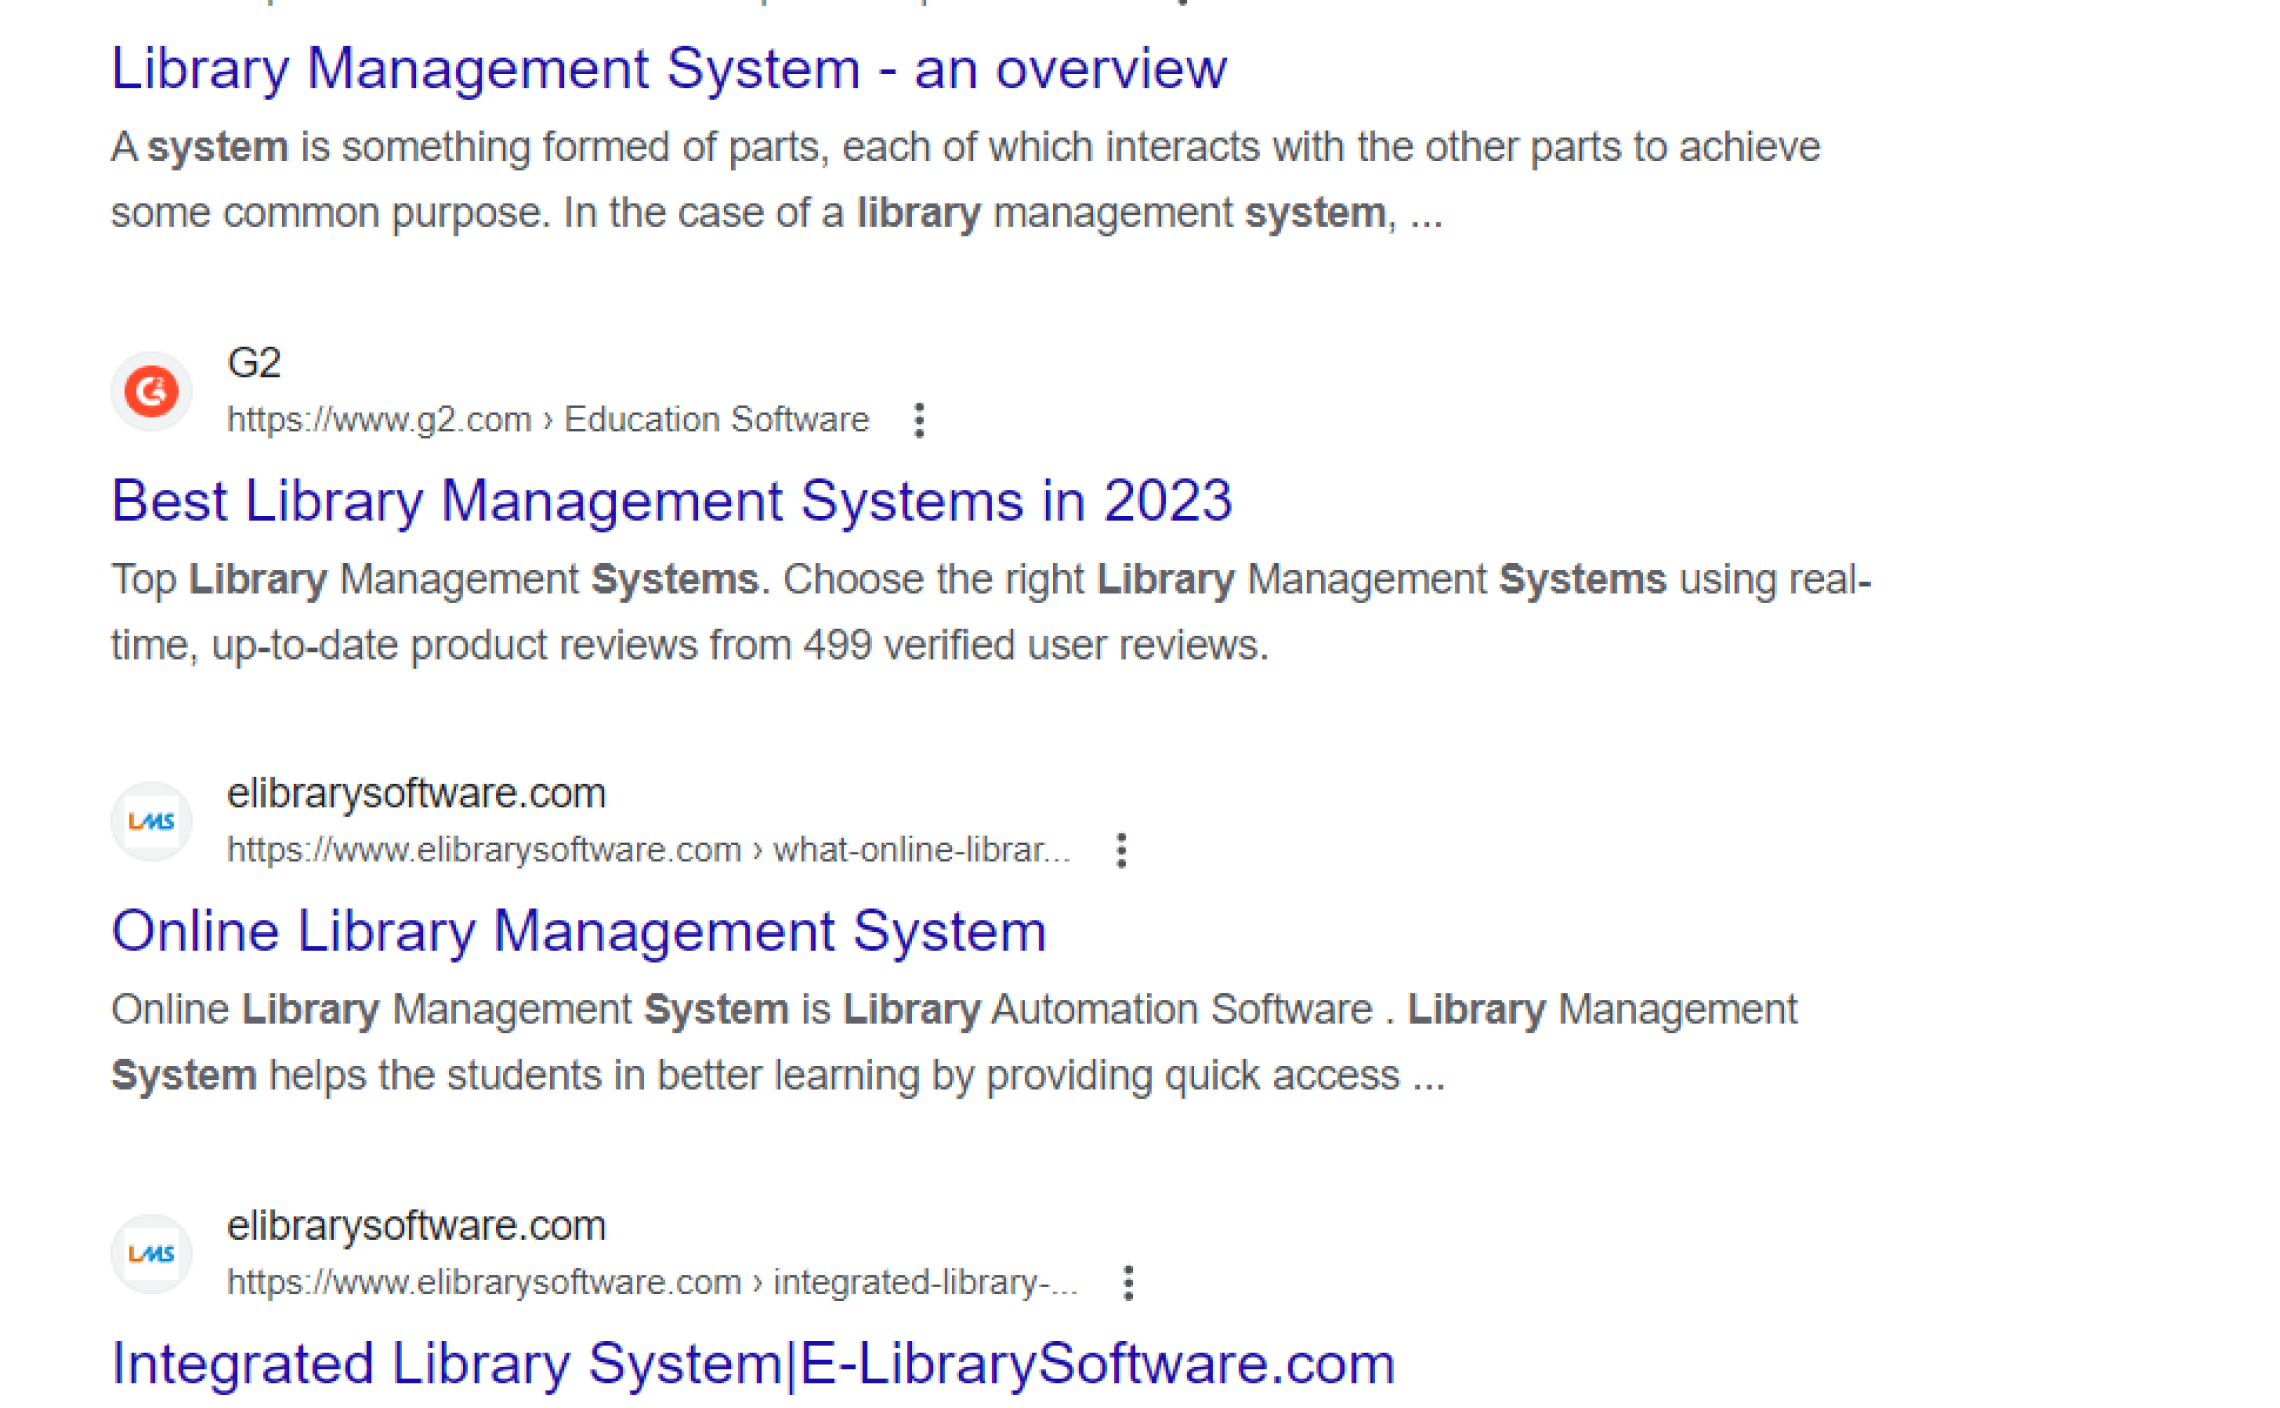 Library Management System - an overview
A system is something formed of parts, each of which interacts with the other parts to achieve
some common purpose. In the case of a library management system, ...
G2
https://www.g2.com › Education Software
Best Library Management Systems in 2023
Top Library Management Systems. Choose the right Library Management Systems using real-
time, up-to-date product reviews from 499 verified user reviews.
LMS
elibrarysoftware.com
https://www.elibrarysoftware.com › what-online-librar...
Online Library Management System
Online Library Management System is Library Automation Software . Library Management
System helps the students in better learning by providing quick access ...
LMS
elibrarysoftware.com
https://www.elibrarysoftware.com › integrated-library-...
Integrated Library System|E-LibrarySoftware.com